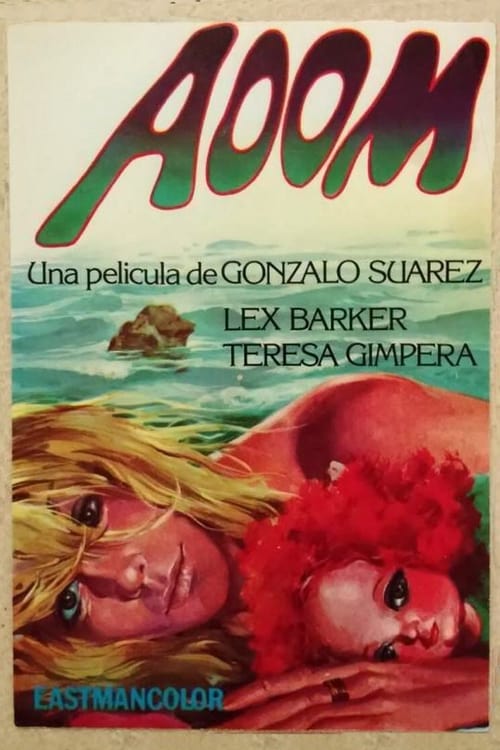 AOOM
Una pelicula de GONZALO SUAREZ
LEX BARKER
TERESA GIMPERA
EASTMANCOLOR